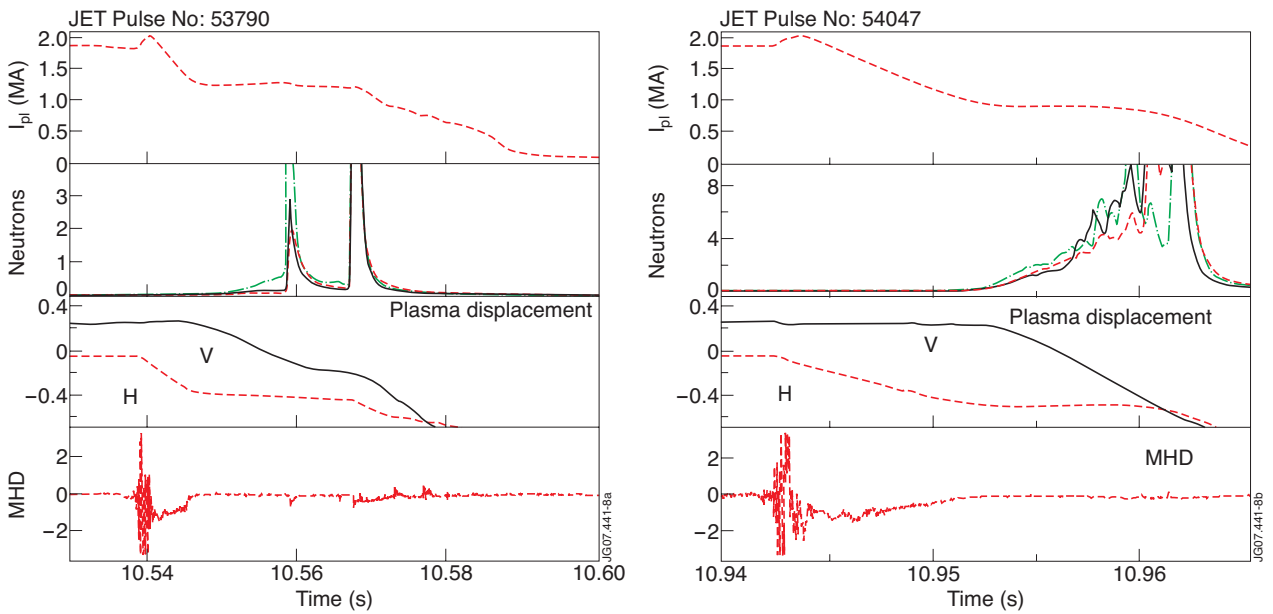 JET Pulse No: 53790
2.0
1.5
1.0
0.5
0
I_pl (MA)
3
2
1
0
Neutrons
Plasma displacement
0.4
0
−0.4
V
H
2
0
−2
MHD
10.54
10.56
10.58
10.60
Time (s)
JG07.441-8a
JET Pulse No: 54047
2.0
1.5
1.0
0.5
0
I_pl (MA)
8
4
0
Neutrons
Plasma displacement
0.4
0
−0.4
V
H
MHD
2
0
−2
MHD
10.94
10.95
10.96
Time (s)
JG07.441-8b